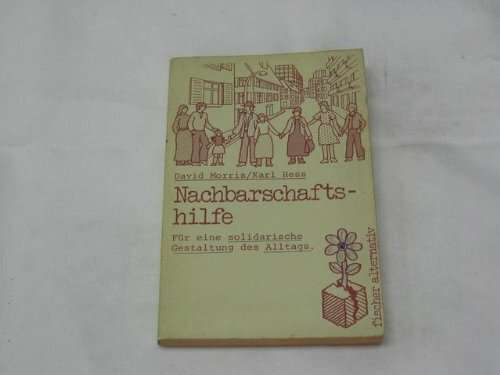 David Morris/Karl Hess
Nachbarschafts-
hilfe
Für eine solidarische
Gestaltung des Alltags.
fischer alternativ